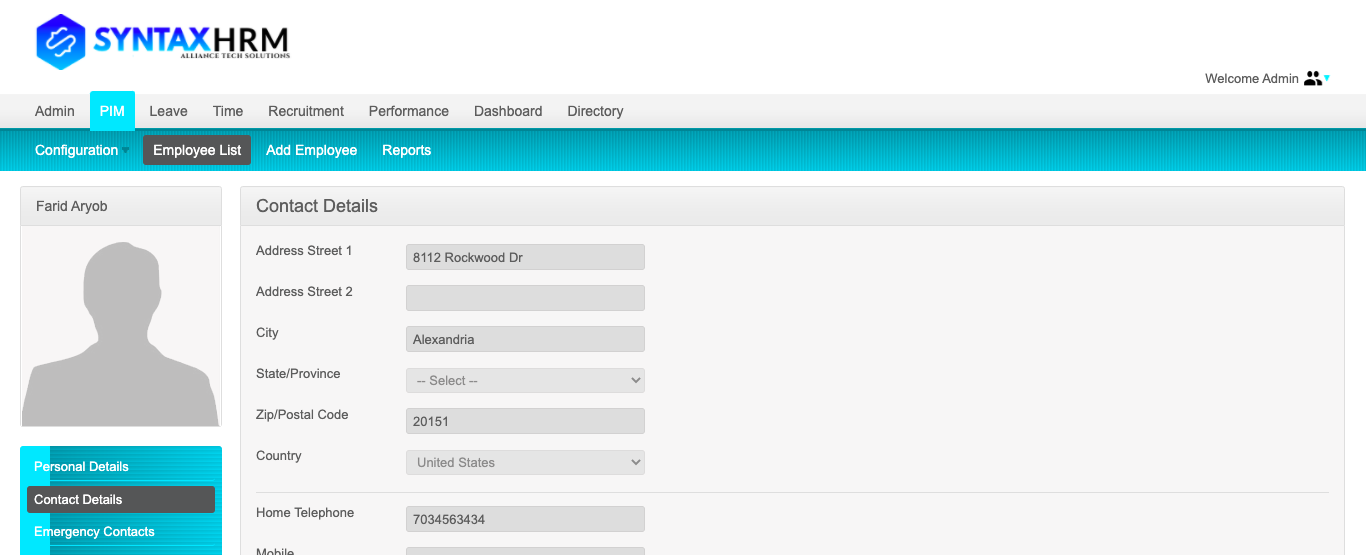 SYNTAXHRM
ALLIANCE TECH SOLUTIONS
Welcome Admin
Admin PIM Leave Time Recruitment Performance Dashboard Directory
Configuration Employee List Add Employee Reports
Farid Aryob
Contact Details
Address Street 1 8112 Rockwood Dr
Address Street 2
City Alexandria
State/Province -- Select --
Zip/Postal Code 20151
Country United States
Personal Details
Contact Details
Emergency Contacts
Home Telephone 7034563434
Mobile